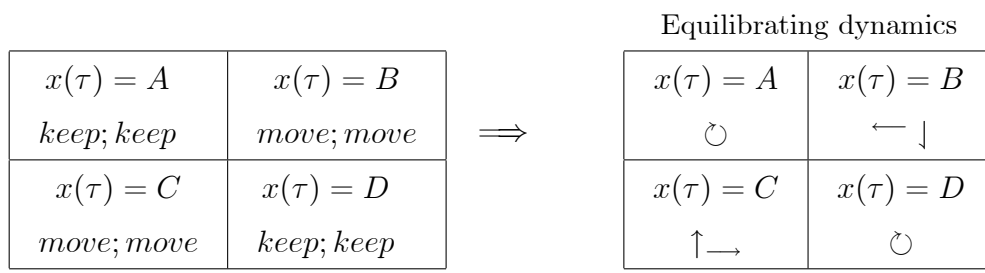 Equilibrating dynamics
x(τ) = A x(τ) = B x(τ) = A x(τ) = B
keep; keep move; move ⟹ ↻ ← ⇂
x(τ) = C x(τ) = D x(τ) = C x(τ) = D
move; move keep; keep ↑→ ↻